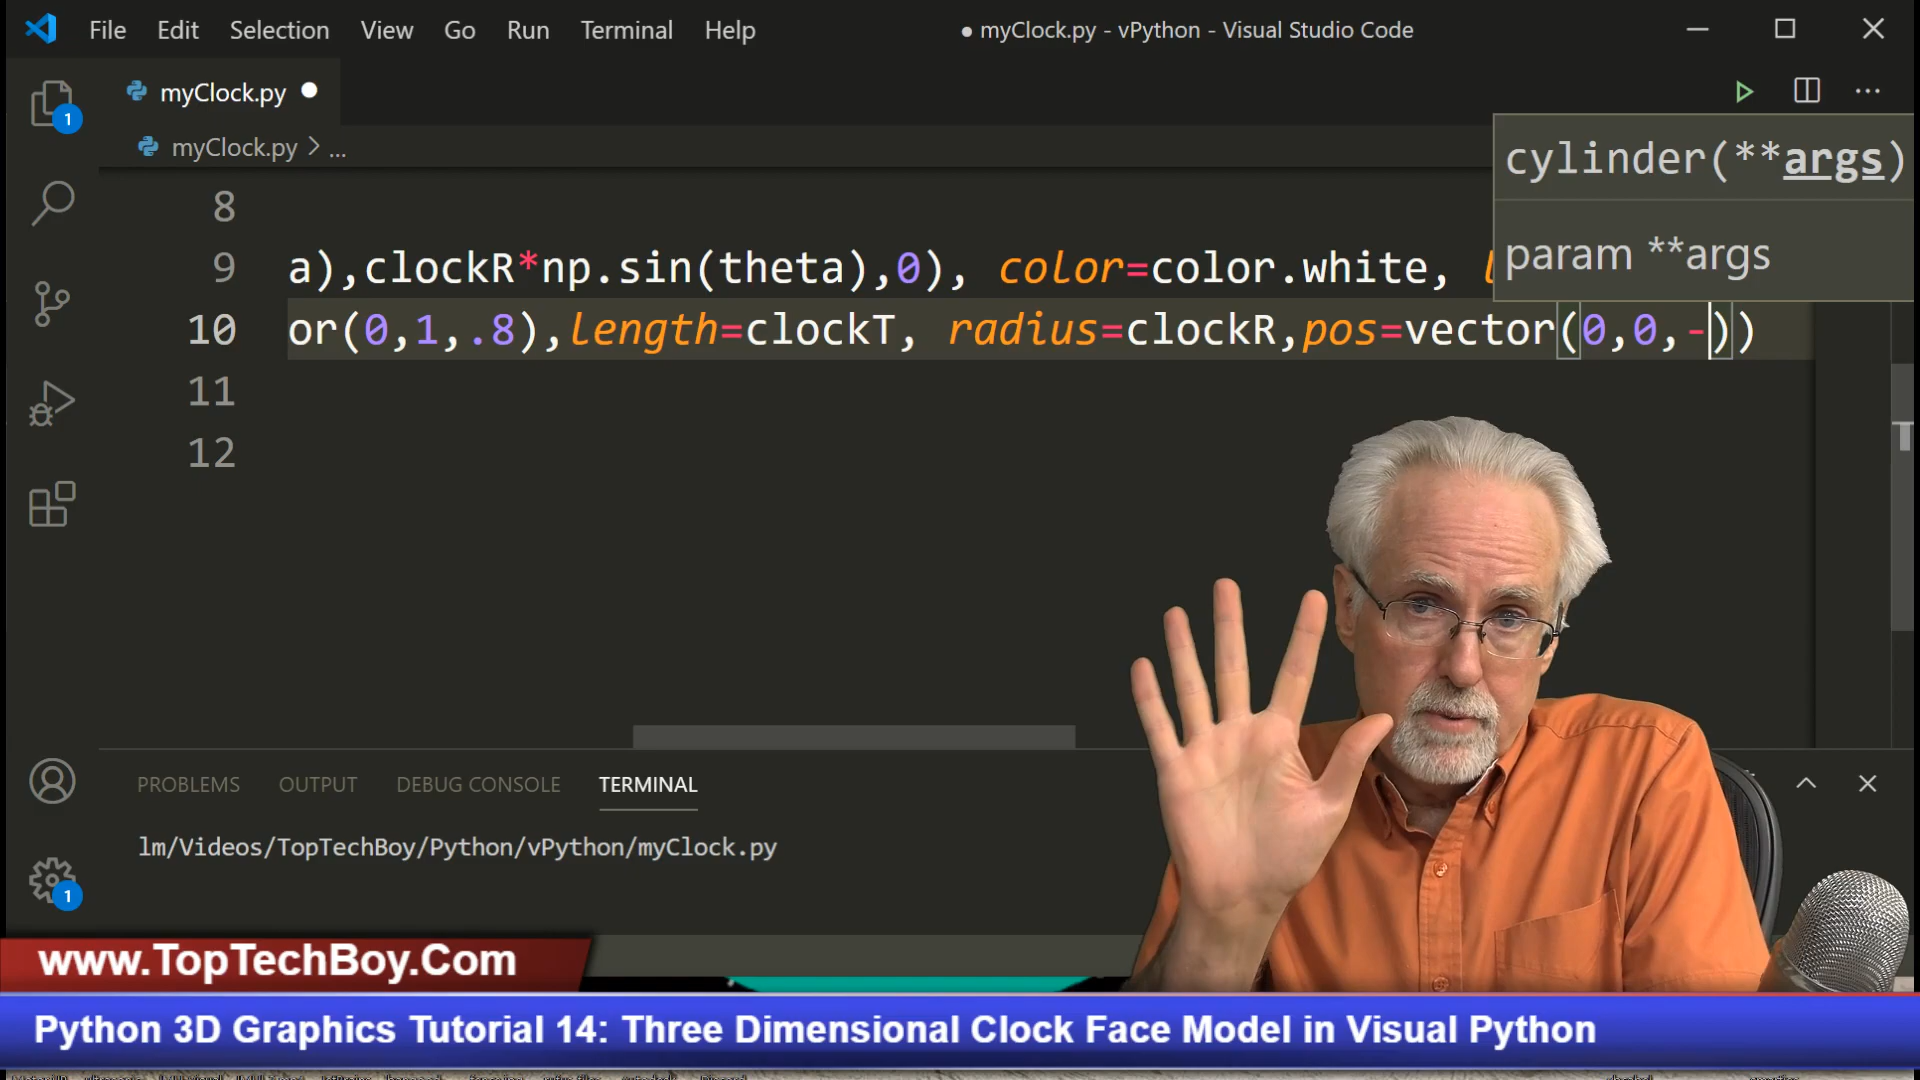 File Edit Selection View Go Run Terminal Help
● myClock.py - vPython - Visual Studio Code
myClock.py
1
myClock.py > ...
cylinder(**args)
param **args
8
9 a),clockR*np.sin(theta),0), color=color.white, l
10 or(0,1,.8),length=clockT, radius=clockR,pos=vector(0,0,-))
11
12
PROBLEMS OUTPUT DEBUG CONSOLE TERMINAL
lm/Videos/TopTechBoy/Python/vPython/myClock.py
1
www.TopTechBoy.Com
Python 3D Graphics Tutorial 14: Three Dimensional Clock Face Model in Visual Python